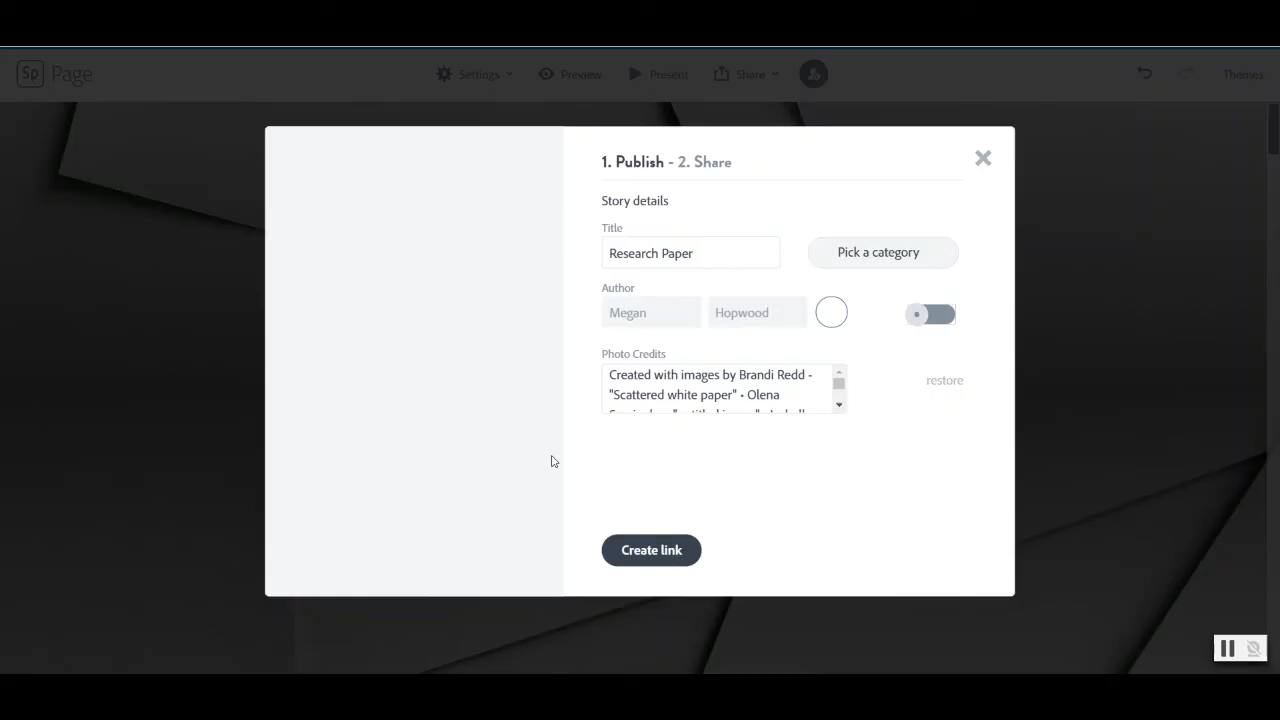 Sp Page
Settings Preview Present Share Themes
1. Publish - 2. Share
Story details
Title
Research Paper
Pick a category
Author
Megan Hopwood
Photo Credits
Created with images by Brandi Redd -
"Scattered white paper" • Olena
restore
Create link